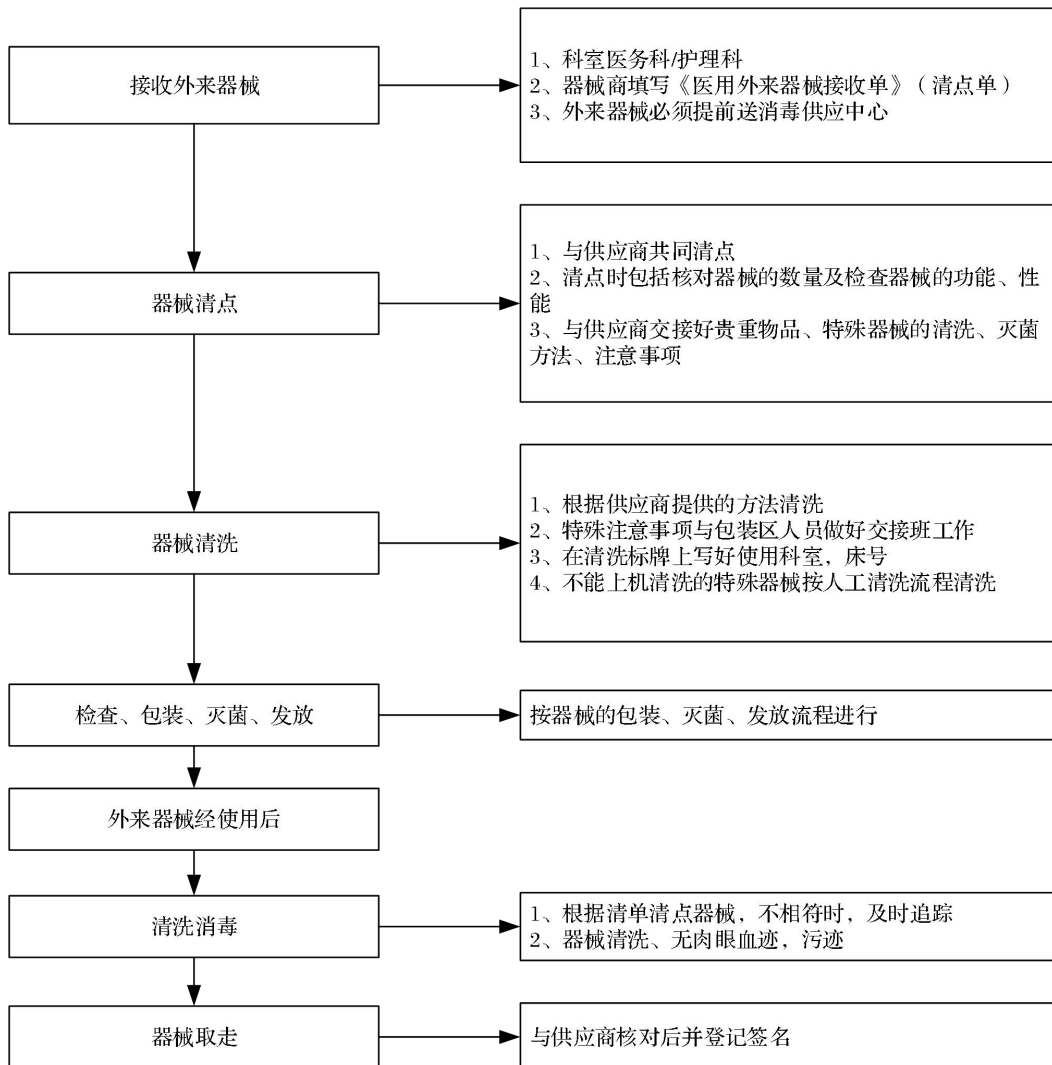 接收外来器械
1、科室医务科/护理科
2、器械商填写《医用外来器械接收单》（清点单）
3、外来器械必须提前送消毒供应中心
器械清点
1、与供应商共同清点
2、清点时包括核对器械的数量及检查器械的功能、性
能
3、与供应商交接好贵重物品、特殊器械的清洗、灭菌
方法、注意事项
器械清洗
1、根据供应商提供的方法清洗
2、特殊注意事项与包装区人员做好交接班工作
3、在清洗标牌上写好使用科室，床号
4、不能上机清洗的特殊器械按人工清洗流程清洗
检查、包装、灭菌、发放
按器械的包装、灭菌、发放流程进行
外来器械经使用后
清洗消毒
1、根据清单清点器械，不相符时，及时追踪
2、器械清洗、无肉眼血迹，污迹
器械取走
与供应商核对后并登记签名